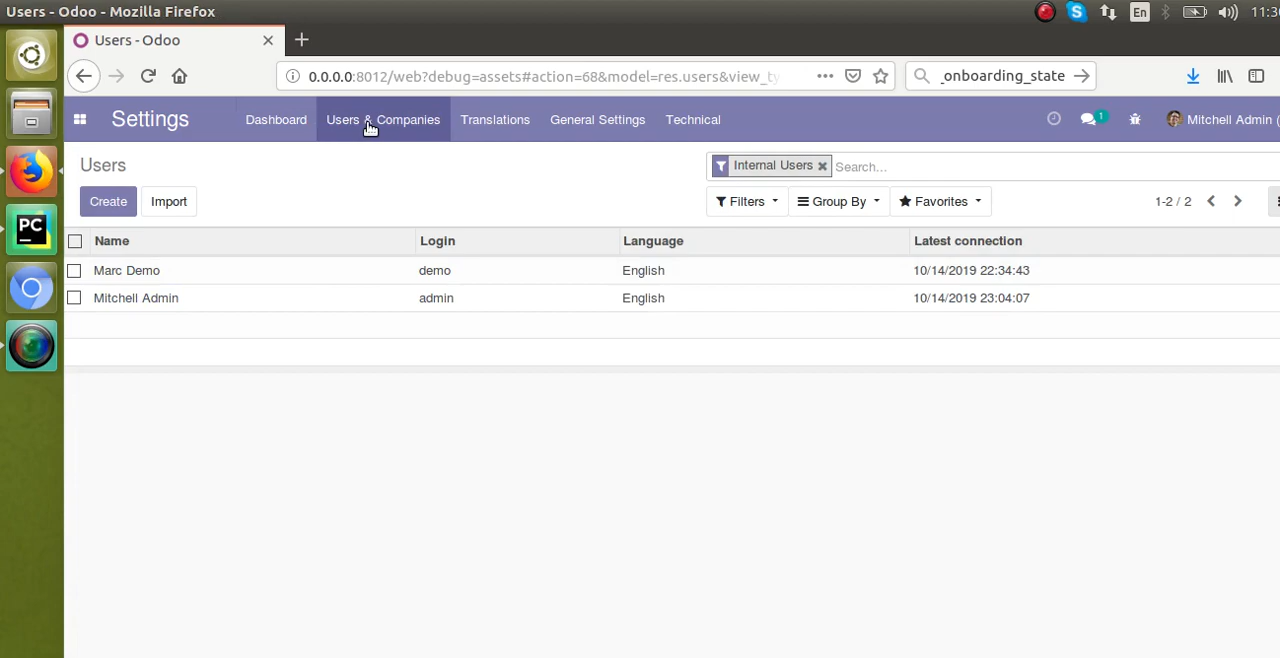 Users - Odoo - Mozilla Firefox En 11:3
Users - Odoo
0.0.0.0:8012/web?debug=assets#action=68&model=res.users&view_ty _onboarding_state
Settings Dashboard Users & Companies Translations General Settings Technical 1 Mitchell Admin (
Users Internal Users Search...
Create Import Filters Group By Favorites 1-2 / 2
Name Login Language Latest connection
Marc Demo demo English 10/14/2019 22:34:43
Mitchell Admin admin English 10/14/2019 23:04:07
PC